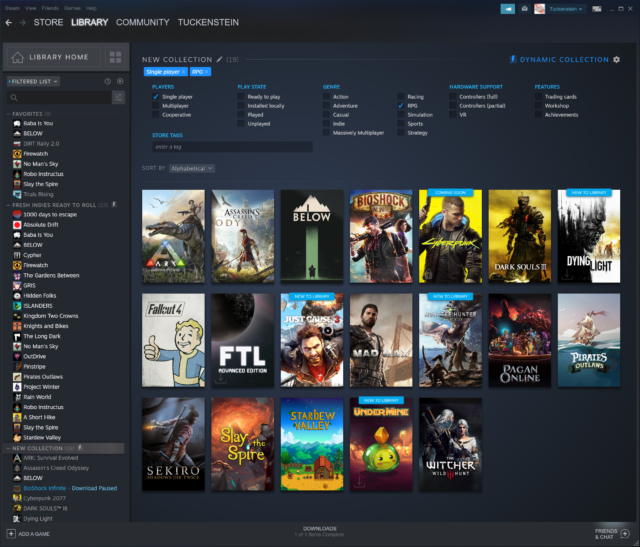 Steam View Friends Games Help
Tuckenstein
STORE LIBRARY COMMUNITY TUCKENSTEIN
LIBRARY HOME
FILTERED LIST
FAVORITES
Baba Is You
BELOW
DiRT Rally 2.0
Firewatch
No Man's Sky
Robo Instructus
Slay the Spire
Trials Rising
FRESH INDIES READY TO ROLL
1000 days to escape
Absolute Drift
Baba Is You
BELOW
Cypher
Firewatch
The Gardens Between
GRIS
Hidden Folks
ISLANDERS
Kingdom Two Crowns
Knights and Bikes
The Long Dark
No Man's Sky
OutDrive
Pinstripe
Pirates Outlaws
Project Winter
Rain World
Robo Instructus
A Short Hike
Slay the Spire
Stardew Valley
NEW COLLECTION
ARK: Survival Evolved
Assassin's Creed Odyssey
BELOW
BioShock Infinite - Download Paused
Cyberpunk 2077
DARK SOULS™ III
Dying Light
ADD A GAME
NEW COLLECTION (19)
DYNAMIC COLLECTION
Single player × RPG ×
PLAYERS
Single player
Multiplayer
Cooperative
PLAY STATE
Ready to play
Installed locally
Played
Unplayed
GENRE
Action
Adventure
Casual
Indie
Massively Multiplayer
Racing
RPG
Simulation
Sports
Strategy
HARDWARE SUPPORT
Controllers (full)
Controllers (partial)
VR
FEATURES
Trading cards
Workshop
Achievements
STORE TAGS
enter a tag
SORT BY Alphabetical
ARK
ASSASSIN'S CREED
ODY
BELOW
BIOSHOCK
INFINITE
COMING SOON
Cyberpunk
DARK SOULS III
NEW TO LIBRARY
DYING LIGHT
Fallout 4
FTL
ADVANCED EDITION
NEW TO LIBRARY
JUST CAUSE 3
MAD MAX
NEW TO LIBRARY
MONSTER HUNTER
PAGAN
ONLINE
PIRATES
OUTLAWS
SEKIRO
SHADOWS DIE TWICE
Slay the Spire
STARDEW
VALLEY
NEW TO LIBRARY
UNDERMINE
THE
WITCHER
WILD HUNT
DOWNLOADS
1 of 1 Items Complete
FRIENDS
& CHAT